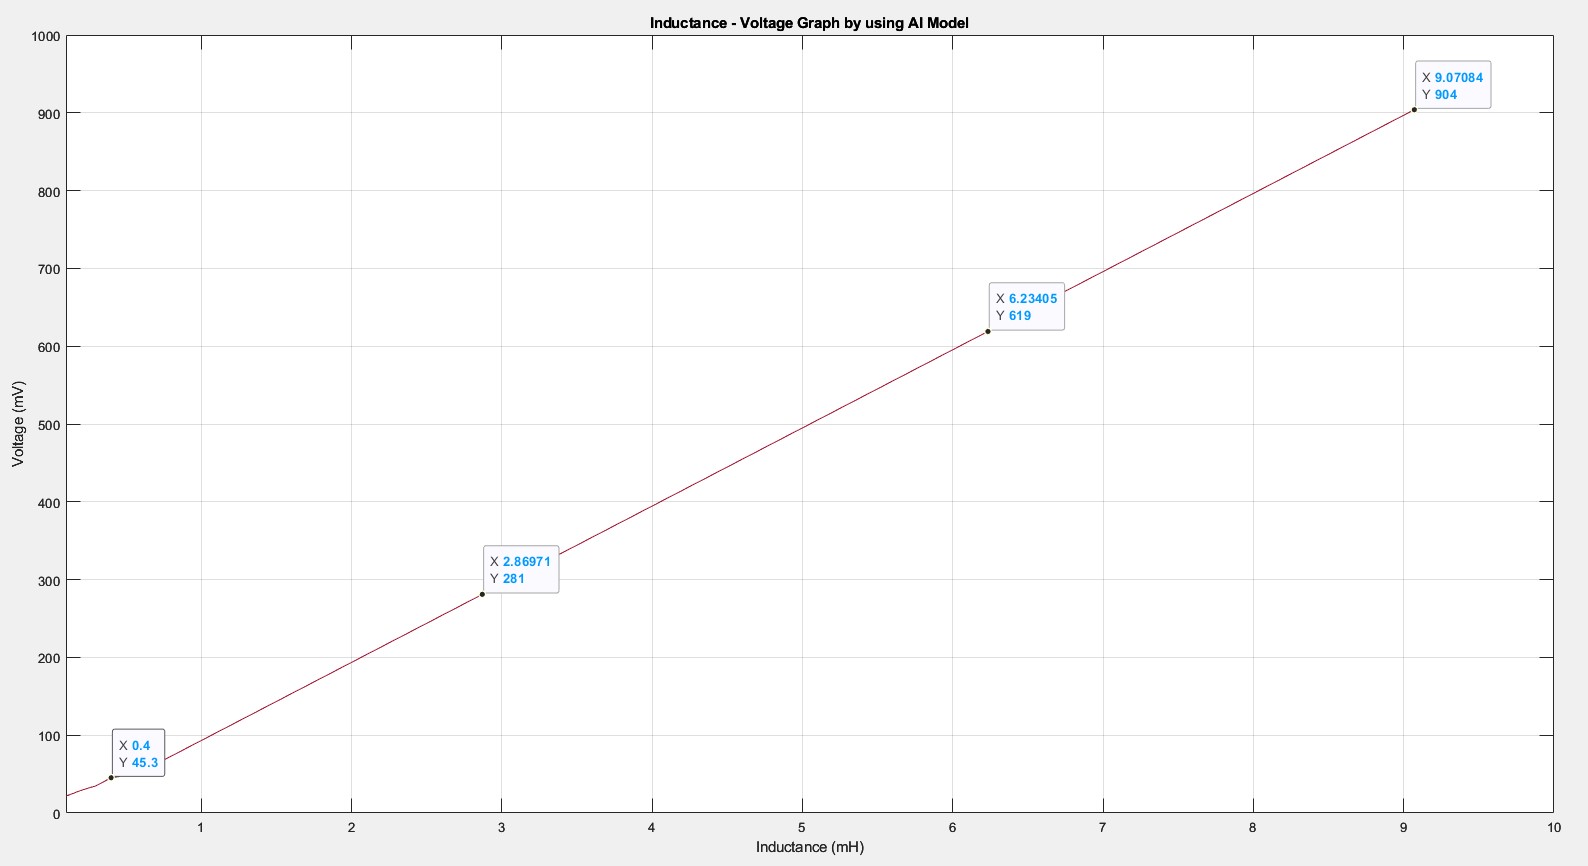 Inductance - Voltage Graph by using AI Model
Voltage (mV)
1000
900
800
700
600
500
400
300
200
100
0
X 9.07084
Y 904
X 6.23405
Y 619
X 2.86971
Y 281
X 0.4
Y 45.3
1 2 3 4 5 6 7 8 9 10
Inductance (mH)